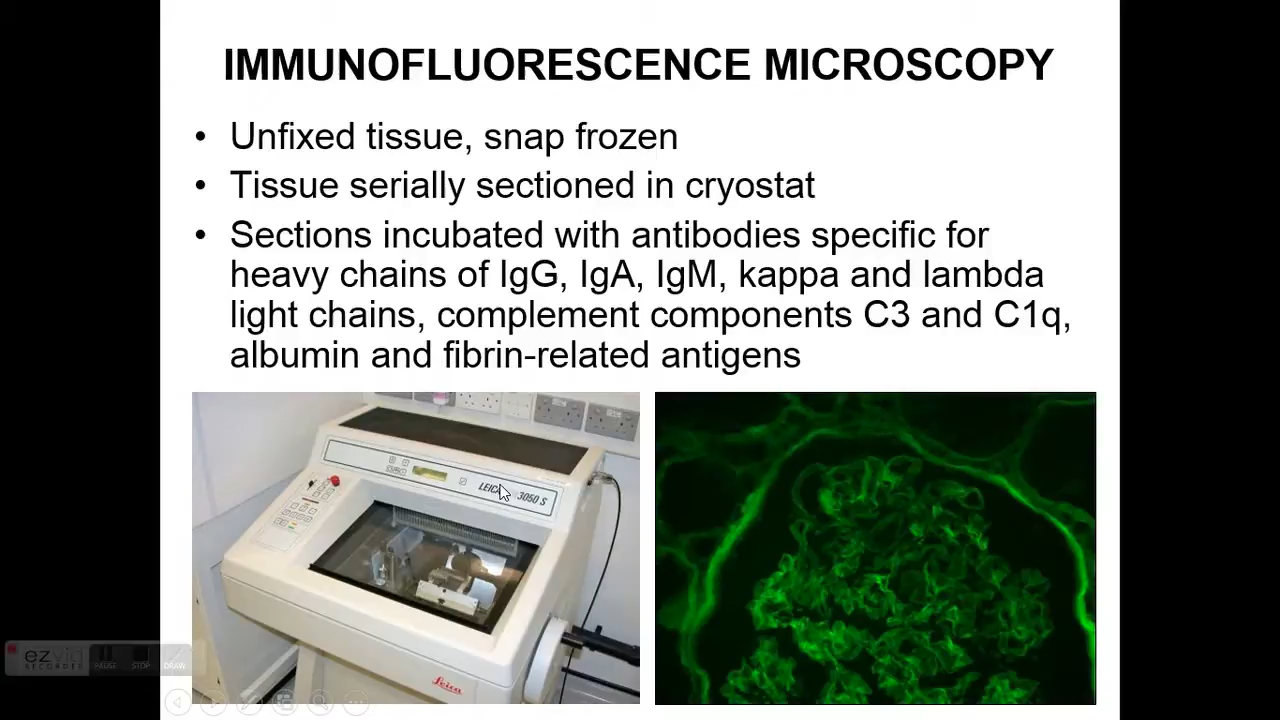 IMMUNOFLUORESCENCE MICROSCOPY
• Unfixed tissue, snap frozen
• Tissue serially sectioned in cryostat
• Sections incubated with antibodies specific for
heavy chains of IgG, IgA, IgM, kappa and lambda
light chains, complement components C3 and C1q,
albumin and fibrin-related antigens
3050 S
Leica
ezvid
RECORDER
PAUSE
STOP
DRAW